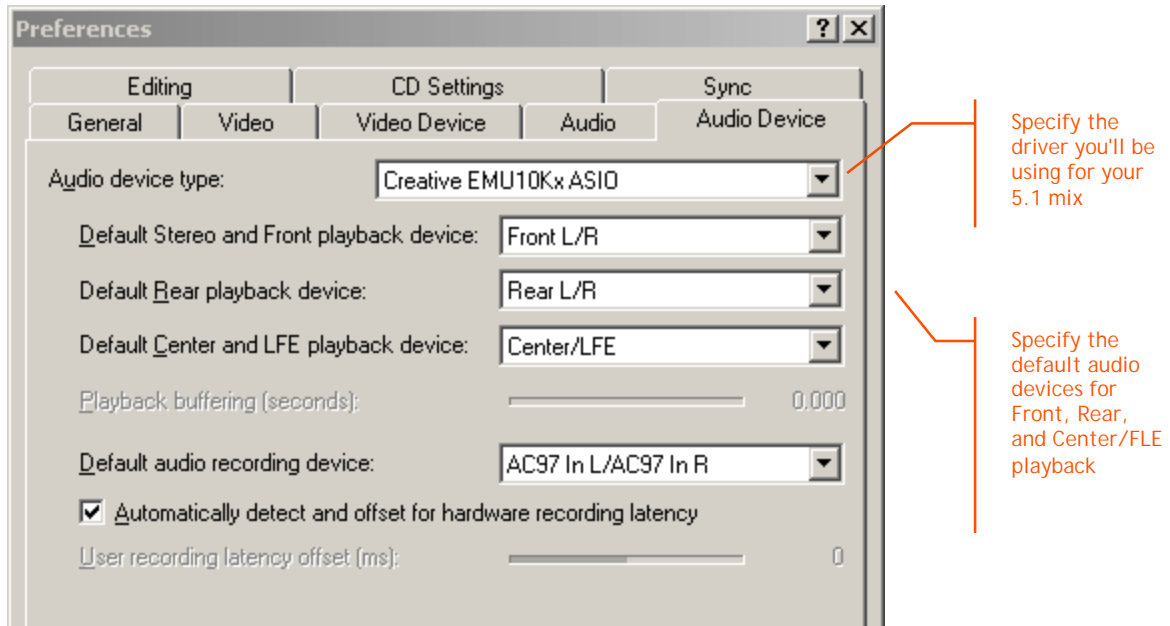 Preferences
Editing CD Settings Sync
General Video Video Device Audio Audio Device
Audio device type: Creative EMU10Kx ASIO
Default Stereo and Front playback device: Front L/R
Default Rear playback device: Rear L/R
Default Center and LFE playback device: Center/LFE
Playback buffering (seconds): 0.000
Default audio recording device: AC97 In L/AC97 In R
Automatically detect and offset for hardware recording latency
User recording latency offset (ms): 0
Specify the
driver you'll be
using for your
5.1 mix
Specify the
default audio
devices for
Front, Rear,
and Center/FLE
playback